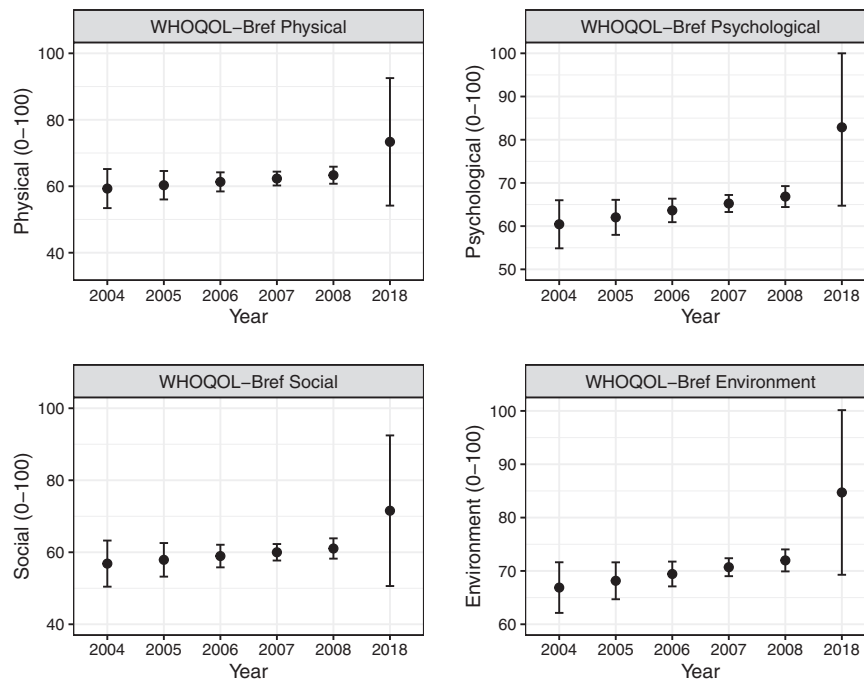 WHOQOL−Bref Physical
Physical (0−100)
100
80
60
40
2004 2005 2006 2007 2008 2018
Year
WHOQOL−Bref Psychological
Psychological (0−100)
100
90
80
70
60
50
2004 2005 2006 2007 2008 2018
Year
WHOQOL−Bref Social
Social (0−100)
100
80
60
40
2004 2005 2006 2007 2008 2018
Year
WHOQOL−Bref Environment
Environment (0−100)
100
90
80
70
60
2004 2005 2006 2007 2008 2018
Year